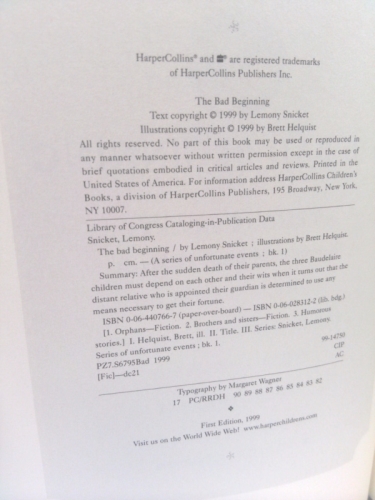 HarperCollins® and ® are registered trademarks
of HarperCollins Publishers Inc.
The Bad Beginning
Text copyright © 1999 by Lemony Snicket
Illustrations copyright © 1999 by Brett Helquist
All rights reserved. No part of this book may be used or reproduced in
any manner whatsoever without written permission except in the case of
brief quotations embodied in critical articles and reviews. Printed in the
United States of America. For information address HarperCollins Children's
Books, a division of HarperCollins Publishers, 195 Broadway, New York,
NY 10007.
Library of Congress Cataloging-in-Publication Data
Snicket, Lemony.
The bad beginning / by Lemony Snicket ; illustrations by Brett Helquist.
p. cm. — (A series of unfortunate events ; bk. 1)
Summary: After the sudden death of their parents, the three Baudelaire
children must depend on each other and their wits when it turns out that the
distant relative who is appointed their guardian is determined to use any
means necessary to get their fortune.
ISBN 0-06-440766-7 (paper-over-board) — ISBN 0-06-028312-2 (lib. bdg.)
[1. Orphans—Fiction. 2. Brothers and sisters—Fiction. 3. Humorous
stories.] I. Helquist, Brett, ill. II. Title. III. Series: Snicket, Lemony.
Series of unfortunate events ; bk. 1.
PZ7.S6795Bad 1999 99-14750
[Fic]—dc21 CIP
AC
Typography by Margaret Wagner
17 PC/RRDH 90 89 88 87 86 85 84 83 82
First Edition, 1999
Visit us on the World Wide Web! www.harperchildrens.com